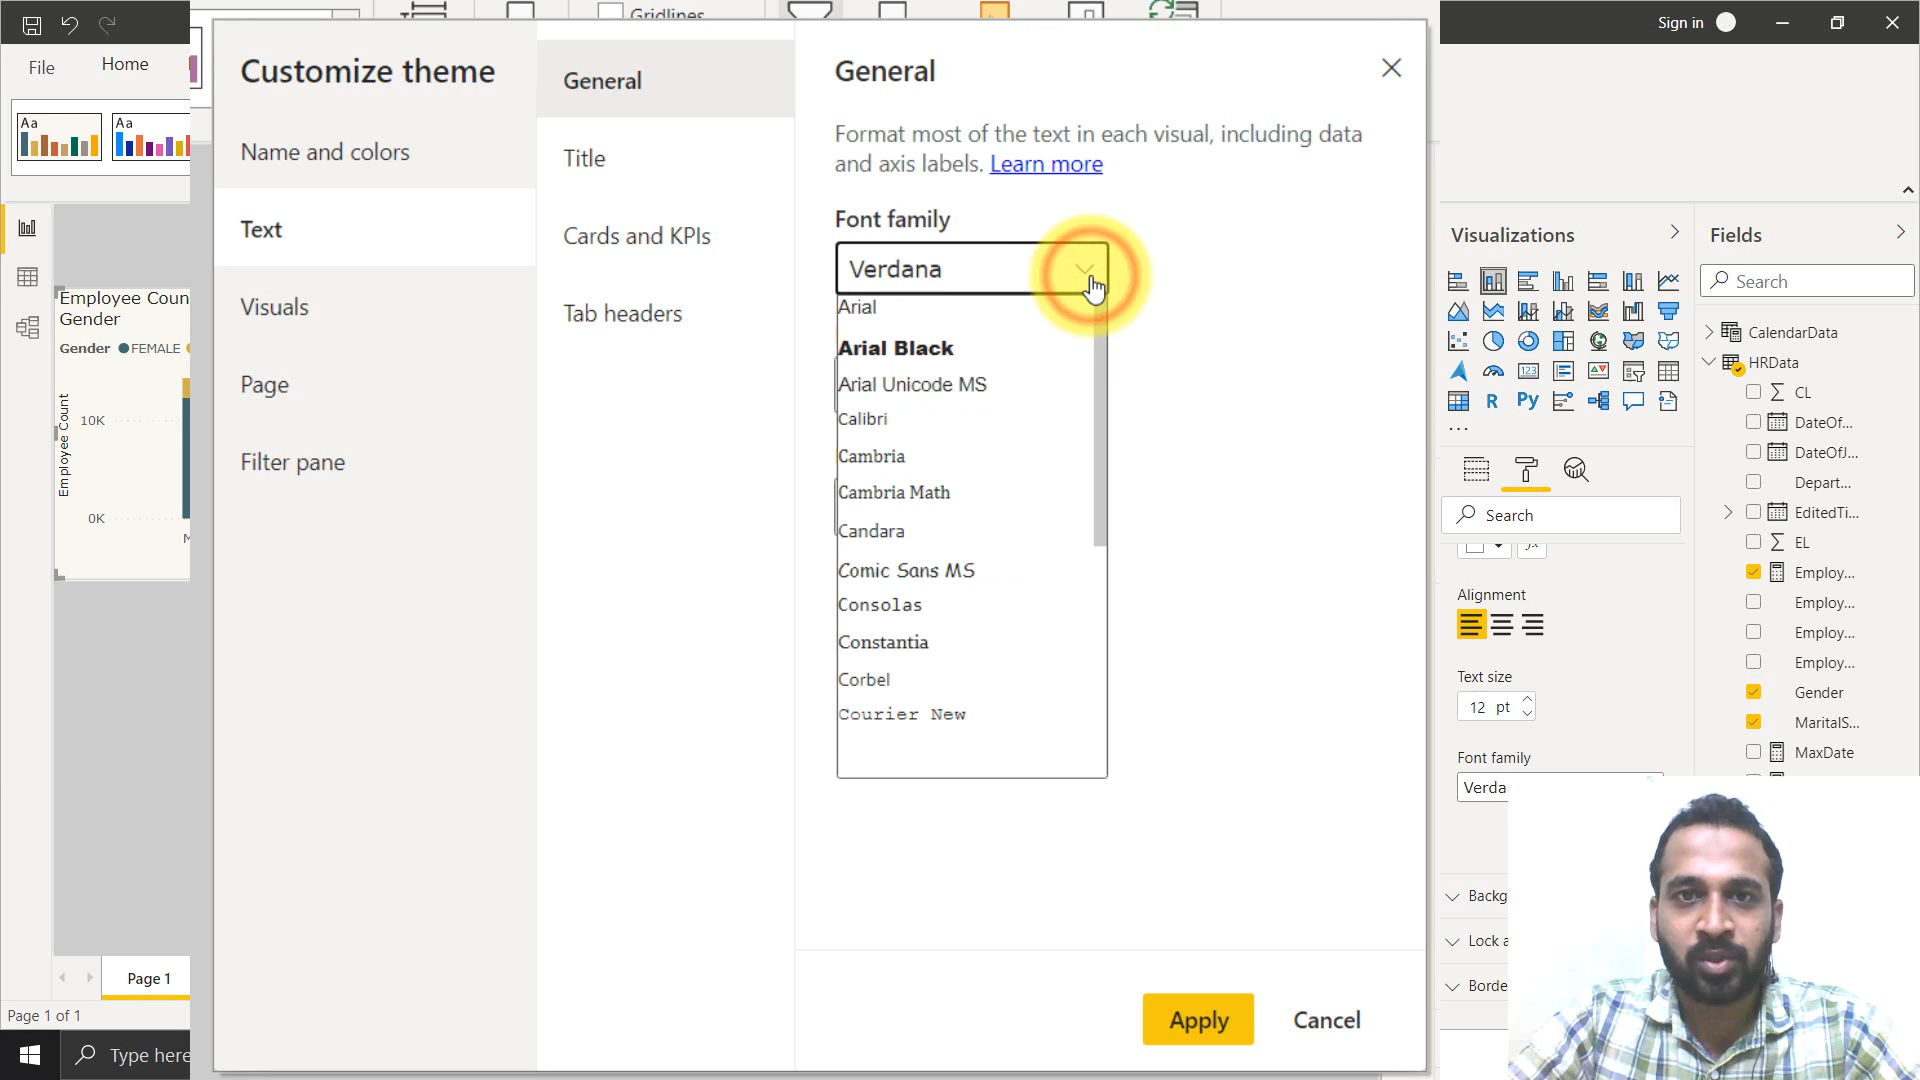 Gridlines
Sign in
File
Home
Aa
Aa
Employee Coun
Gender
Gender
FEMALE
Employee Count
10K
0K
Page 1
Page 1 of 1
Type here
Customize theme
Name and colors
Text
Visuals
Page
Filter pane
General
Title
Cards and KPIs
Tab headers
General
Format most of the text in each visual, including data
and axis labels. Learn more
Font family
Verdana
Arial
Arial Black
Arial Unicode MS
Calibri
Cambria
Cambria Math
Candara
Comic Sans MS
Consolas
Constantia
Corbel
Courier New
Apply
Cancel
Visualizations
123
R
Py
...
Search
fx
Alignment
Text size
12 pt
Font family
Verda
Backg
Lock a
Borde
Fields
Search
CalendarData
HRData
CL
DateOf...
DateOfJ...
Depart...
EditedTi...
EL
Employ...
Employ...
Employ...
Employ...
Gender
MaritalS...
MaxDate